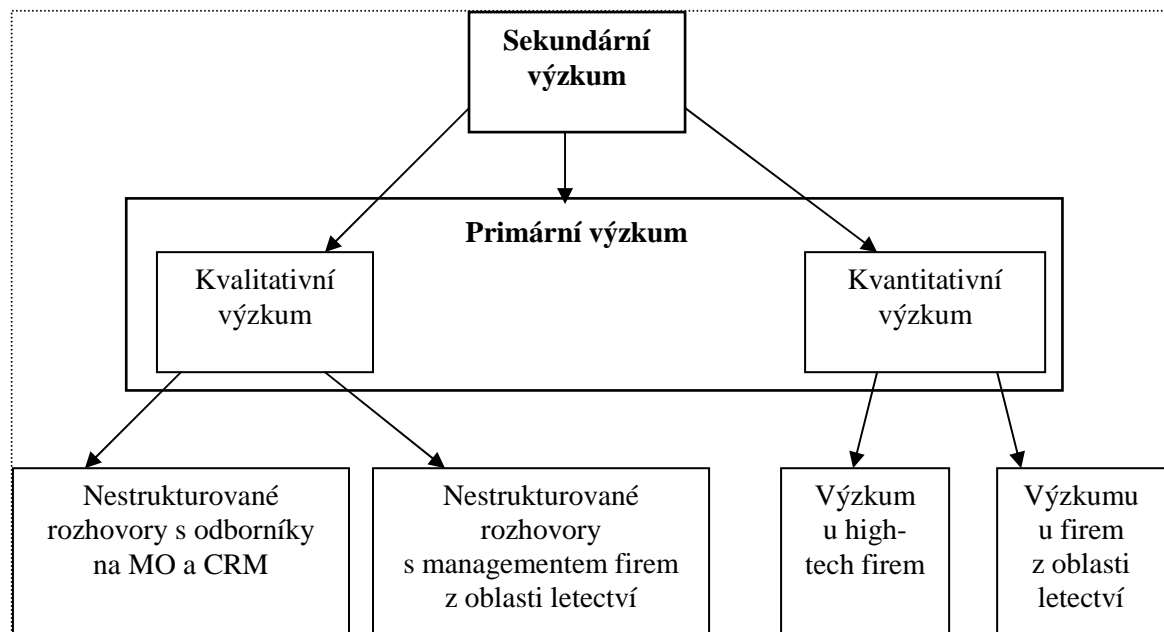 Sekundární
výzkum
Primární výzkum
Kvalitativní
výzkum
Kvantitativní
výzkum
Nestrukturované
rozhovory s odborníky
na MO a CRM
Nestrukturované
rozhovory
s managementem firem
z oblasti letectví
Výzkum
u high-
tech firem
Výzkumu
u firem
z oblasti
letectví